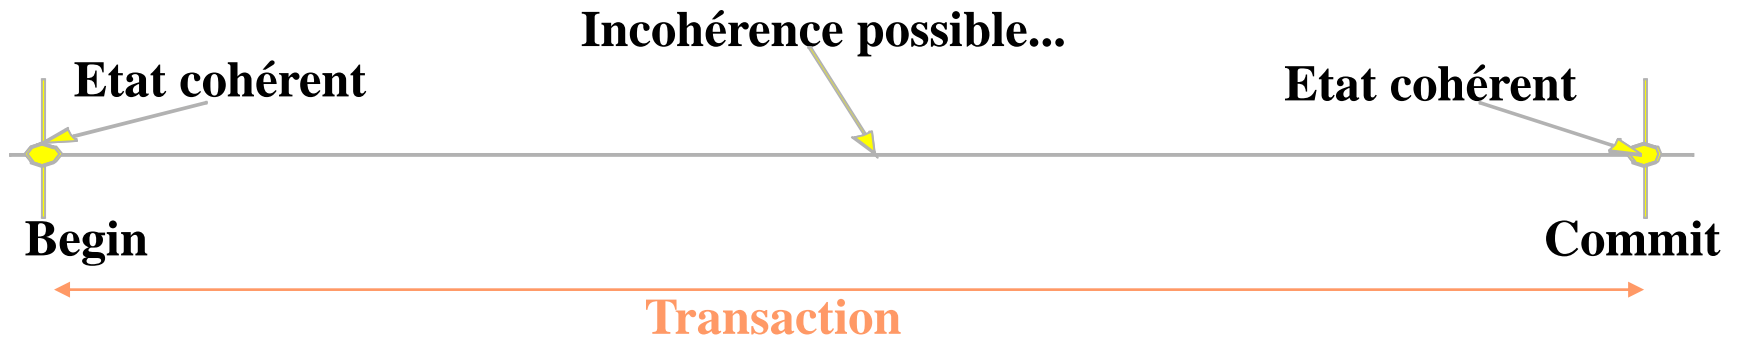 Incohérence possible...
Etat cohérent
Etat cohérent
Begin
Commit
Transaction